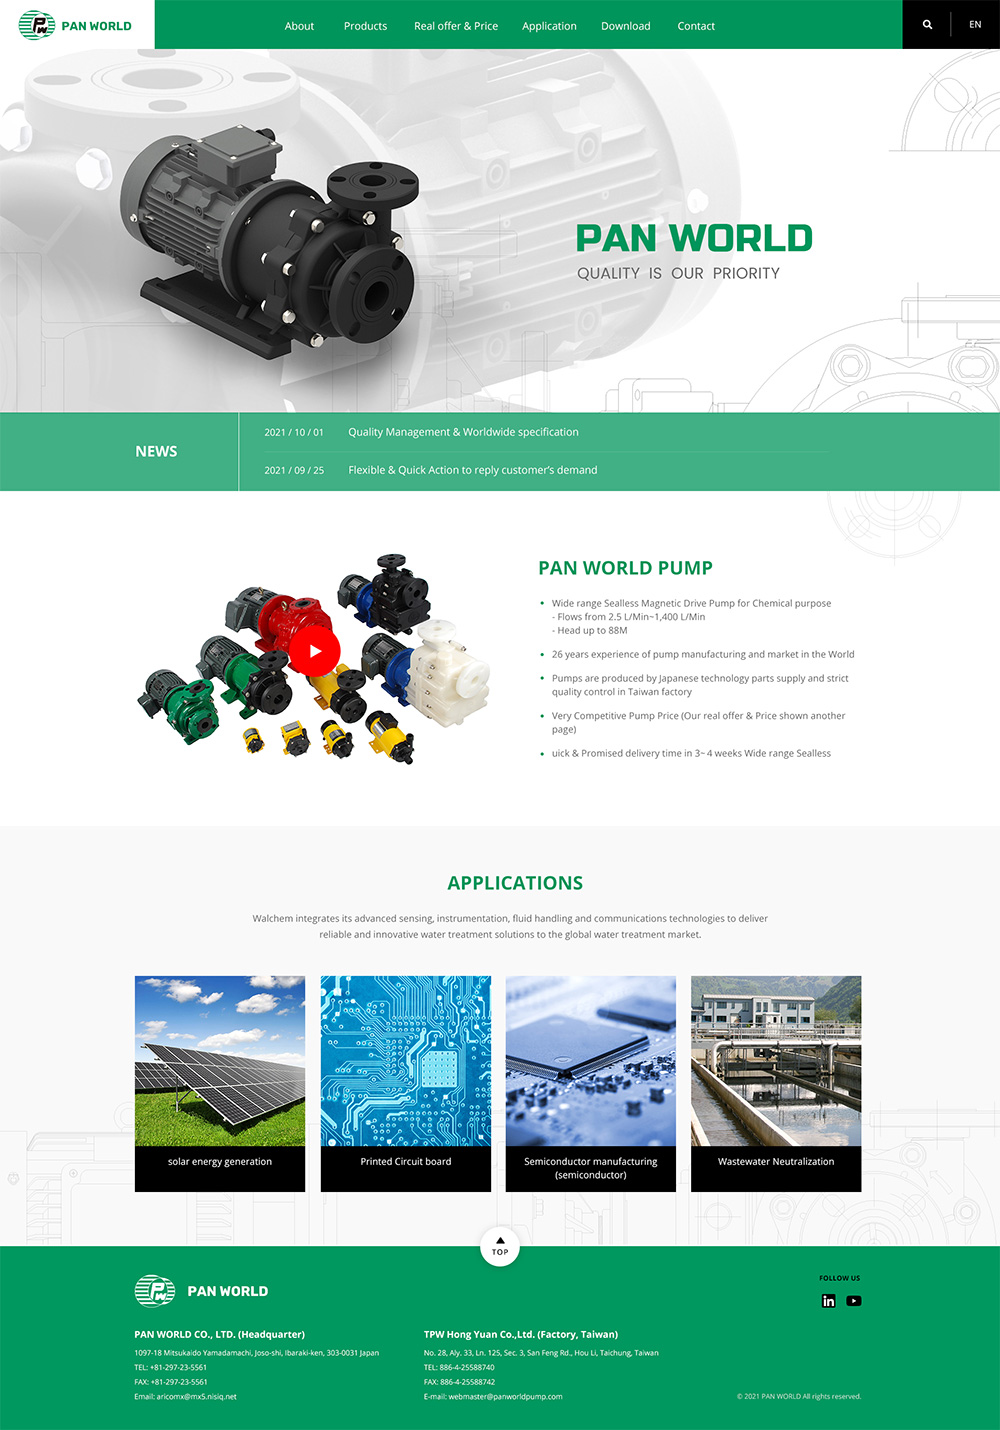 PW PAN WORLD
About Products Real offer & Price Application Download Contact
EN
PAN WORLD
QUALITY IS OUR PRIORITY
NEWS
2021 / 10 / 01 Quality Management & Worldwide specification
2021 / 09 / 25 Flexible & Quick Action to reply customer's demand
PAN WORLD PUMP
Wide range Sealless Magnetic Drive Pump for Chemical purpose
- Flows from 2.5 L/Min~1,400 L/Min
- Head up to 88M
26 years experience of pump manufacturing and market in the World
Pumps are produced by Japanese technology parts supply and strict
quality control in Taiwan factory
Very Competitive Pump Price (Our real offer & Price shown another
page)
uick & Promised delivery time in 3~ 4 weeks Wide range Sealless
APPLICATIONS
Walchem integrates its advanced sensing, instrumentation, fluid handling and communications technologies to deliver
reliable and innovative water treatment solutions to the global water treatment market.
solar energy generation
Printed Circuit board
Semiconductor manufacturing
(semiconductor)
Wastewater Neutralization
TOP
PW PAN WORLD
FOLLOW US
in
PAN WORLD CO., LTD. (Headquarter)
1097-18 Mitsukaido Yamadamachi, Joso-shi, Ibaraki-ken, 303-0031 Japan
TEL: +81-297-23-5561
FAX: +81-297-23-5561
Email: aricomx@mx5.nisiq.net
TPW Hong Yuan Co.,Ltd. (Factory, Taiwan)
No. 28, Aly. 33, Ln. 125, Sec. 3, San Feng Rd., Hou Li, Taichung, Taiwan
TEL: 886-4-25588740
FAX: 886-4-25588742
E-mail: webmaster@panworldpump.com
© 2021 PAN WORLD All rights reserved.